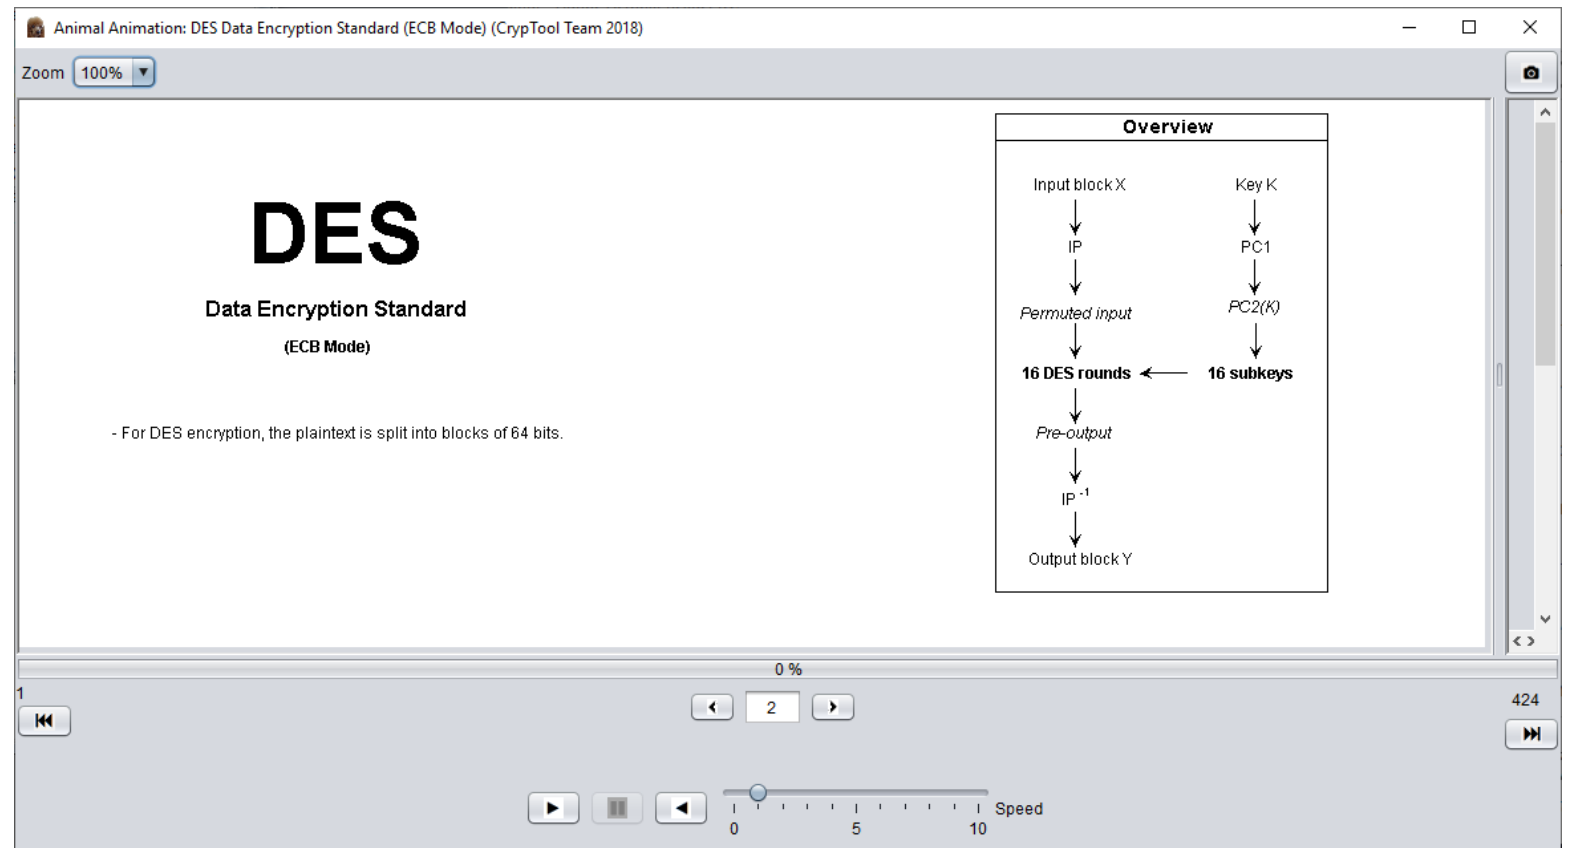 Animal Animation: DES Data Encryption Standard (ECB Mode) (CrypTool Team 2018)
Zoom 100%
DES
Data Encryption Standard
(ECB Mode)
- For DES encryption, the plaintext is split into blocks of 64 bits.
Overview
Input block X Key K
IP PC1
Permuted input PC2(K)
16 DES rounds 16 subkeys
Pre-output
IP -1
Output block Y
0 %
1 2 424
Speed
0 5 10